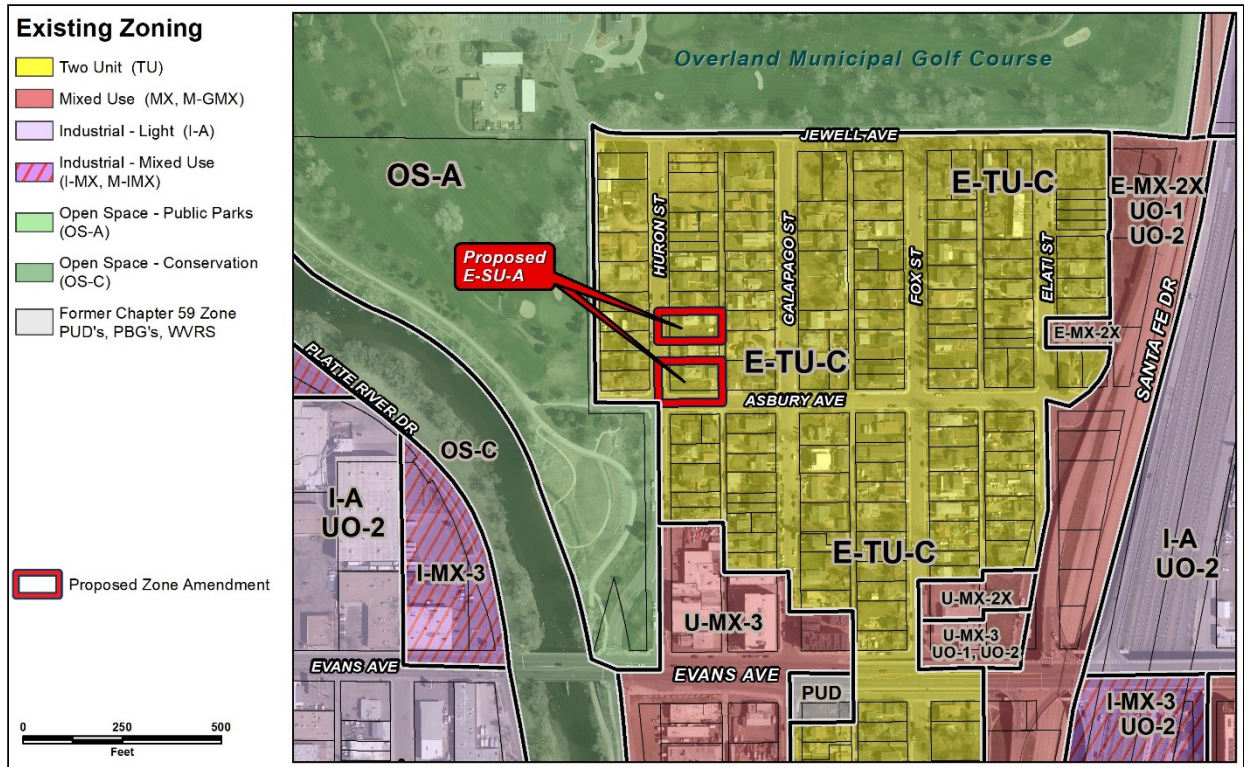 Existing Zoning
Two Unit (TU)
Mixed Use (MX, M-GMX)
Industrial - Light (I-A)
Industrial - Mixed Use
(I-MX, M-IMX)
Open Space - Public Parks
(OS-A)
Open Space - Conservation
(OS-C)
Former Chapter 59 Zone
PUD's, PBG's, WVRS
Proposed Zone Amendment
0 250 500
Feet
Overland Municipal Golf Course
JEWELL AVE
OS-A
E-TU-C
E-MX-2X
UO-1
UO-2
HURON ST
GALAPAGO ST
FOX ST
ELATI ST
SANTA FE DR
Proposed
E-SU-A
E-MX-2X
E-TU-C
ASBURY AVE
PLATTE RIVER DR
OS-C
I-A
UO-2
I-MX-3
E-TU-C
I-A
UO-2
U-MX-2X
U-MX-3
U-MX-3
UO-1, UO-2
EVANS AVE
EVANS AVE
PUD
I-MX-3
UO-2